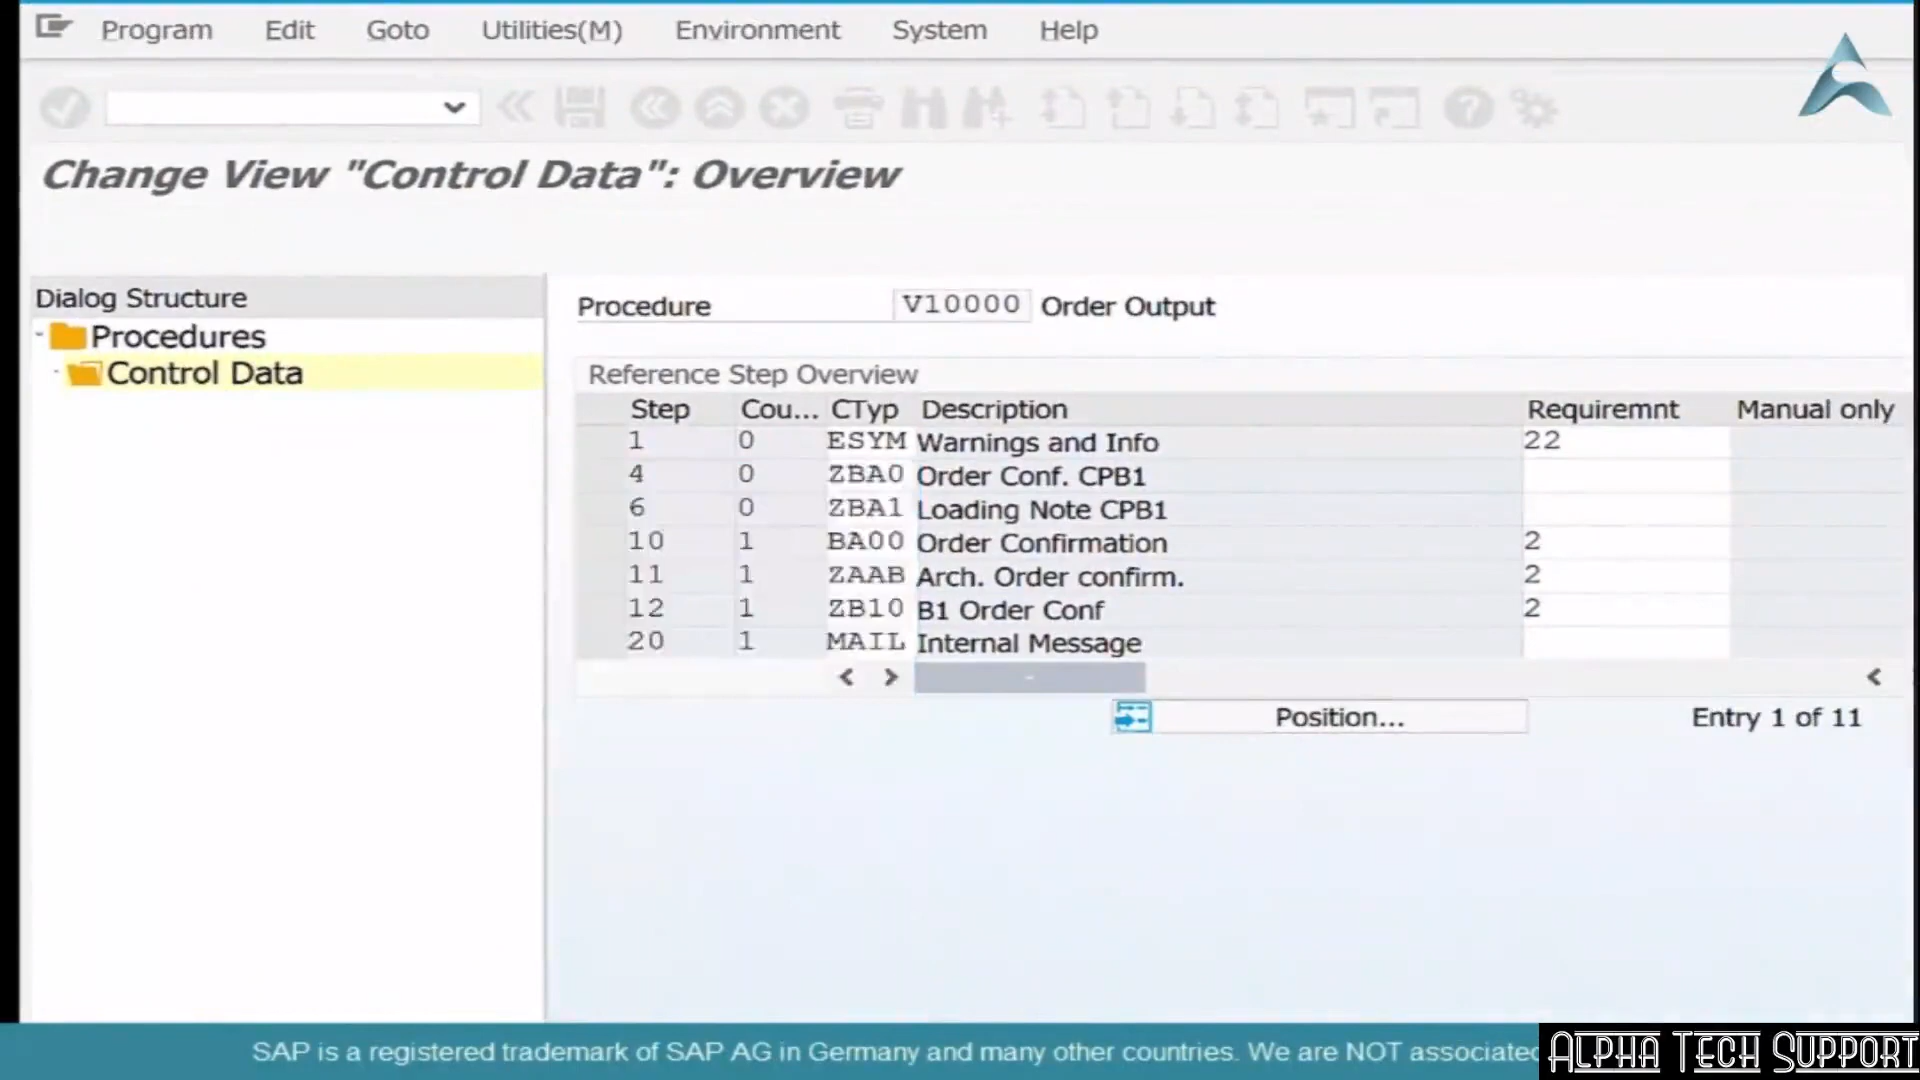 Program Edit Goto Utilities(M) Environment System Help
Change View "Control Data": Overview
Dialog Structure
Procedures
Control Data
Procedure V10000 Order Output
Reference Step Overview
Step Cou... CTyp Description Requiremnt Manual only
1 0 ESYM Warnings and Info 22
4 0 ZBA0 Order Conf. CPB1
6 0 ZBA1 Loading Note CPB1
10 1 BA00 Order Confirmation 2
11 1 ZAAB Arch. Order confirm. 2
12 1 ZB10 B1 Order Conf 2
20 1 MAIL Internal Message
Position... Entry 1 of 11
SAP is a registered trademark of SAP AG in Germany and many other countries. We are NOT associated
Alpha Tech Support